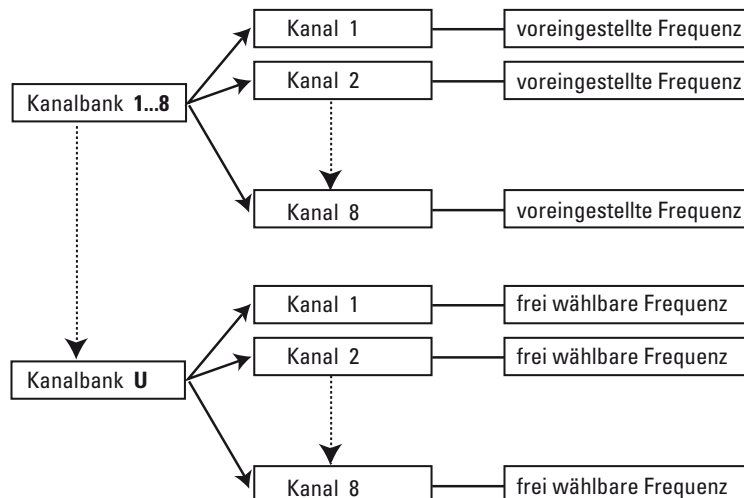 Kanal 1 voreingestellte Frequenz
Kanal 2 voreingestellte Frequenz
Kanalbank 1...8
Kanal 8 voreingestellte Frequenz
Kanal 1 frei wählbare Frequenz
Kanal 2 frei wählbare Frequenz
Kanalbank U
Kanal 8 frei wählbare Frequenz